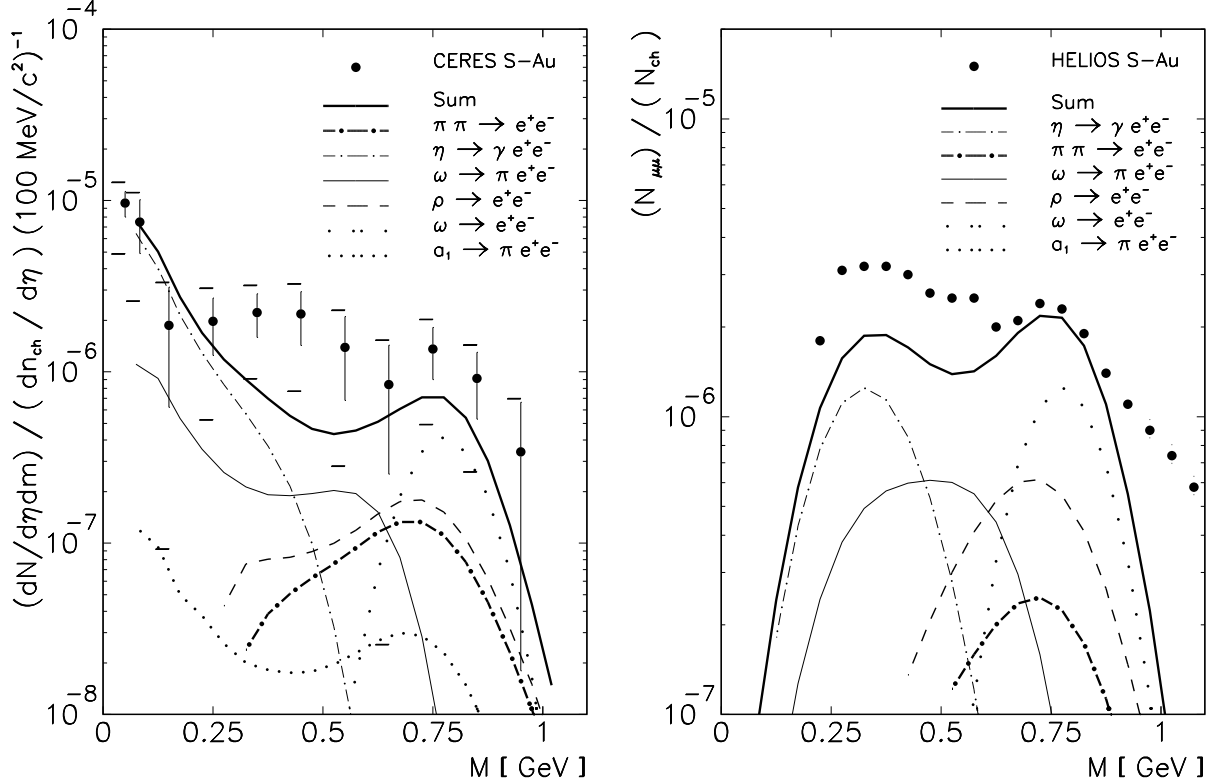 (dN/dηdm) / ⟨dn_ch / dη⟩ (100 MeV/c²)⁻¹
10⁻⁴
10⁻⁵
10⁻⁶
10⁻⁷
10⁻⁸
CERES S-Au
Sum
π π → e⁺e⁻
η → γ e⁺e⁻
ω → π e⁺e⁻
ρ → e⁺e⁻
ω → e⁺e⁻
a₁ → π e⁺e⁻
0 0.25 0.5 0.75 1
M [ GeV ]
(N_μμ) / ( N_ch)
10⁻⁵
10⁻⁶
10⁻⁷
HELIOS S-Au
Sum
η → γ e⁺e⁻
π π → e⁺e⁻
ω → π e⁺e⁻
ρ → e⁺e⁻
ω → e⁺e⁻
a₁ → π e⁺e⁻
0 0.25 0.5 0.75 1
M [ GeV ]